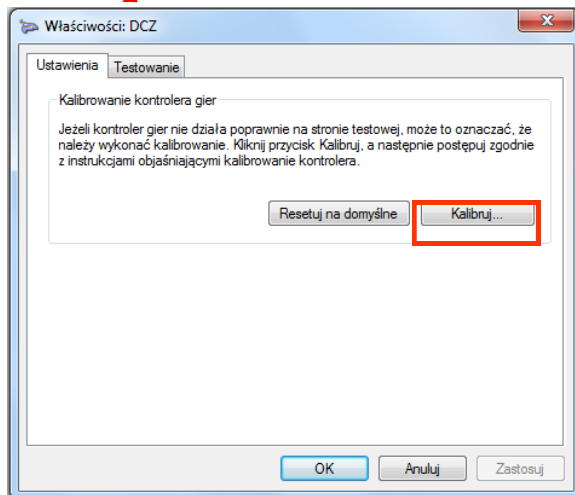 Właściwości: DCZ
Ustawienia
Testowanie
Kalibrowanie kontrolera gier
Jeżeli kontroler gier nie działa poprawnie na stronie testowej, może to oznaczać, że
należy wykonać kalibrowanie. Kliknij przycisk Kalibruj, a następnie postępuj zgodnie
z instrukcjami objaśniającymi kalibrowanie kontrolera.
Resetuj na domyślne
Kalibruj...
OK
Anuluj
Zastosuj